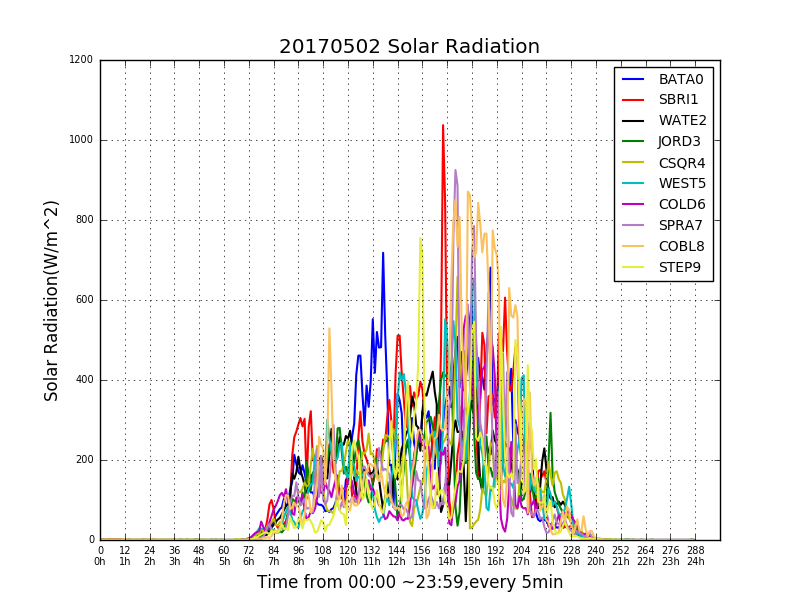 20170502 Solar Radiation
1200
1000
800
600
400
200
0
Solar Radiation(W/m^2)
BATA0
SBRI1
WATE2
JORD3
CSQR4
WEST5
COLD6
SPRA7
COBL8
STEP9
0 12 24 36 48 60 72 84 96 108 120 132 144 156 168 180 192 204 216 228 240 252 264 276 288
0h 1h 2h 3h 4h 5h 6h 7h 8h 9h 10h 11h 12h 13h 14h 15h 16h 17h 18h 19h 20h 21h 22h 23h 24h
Time from 00:00 ~23:59,every 5min